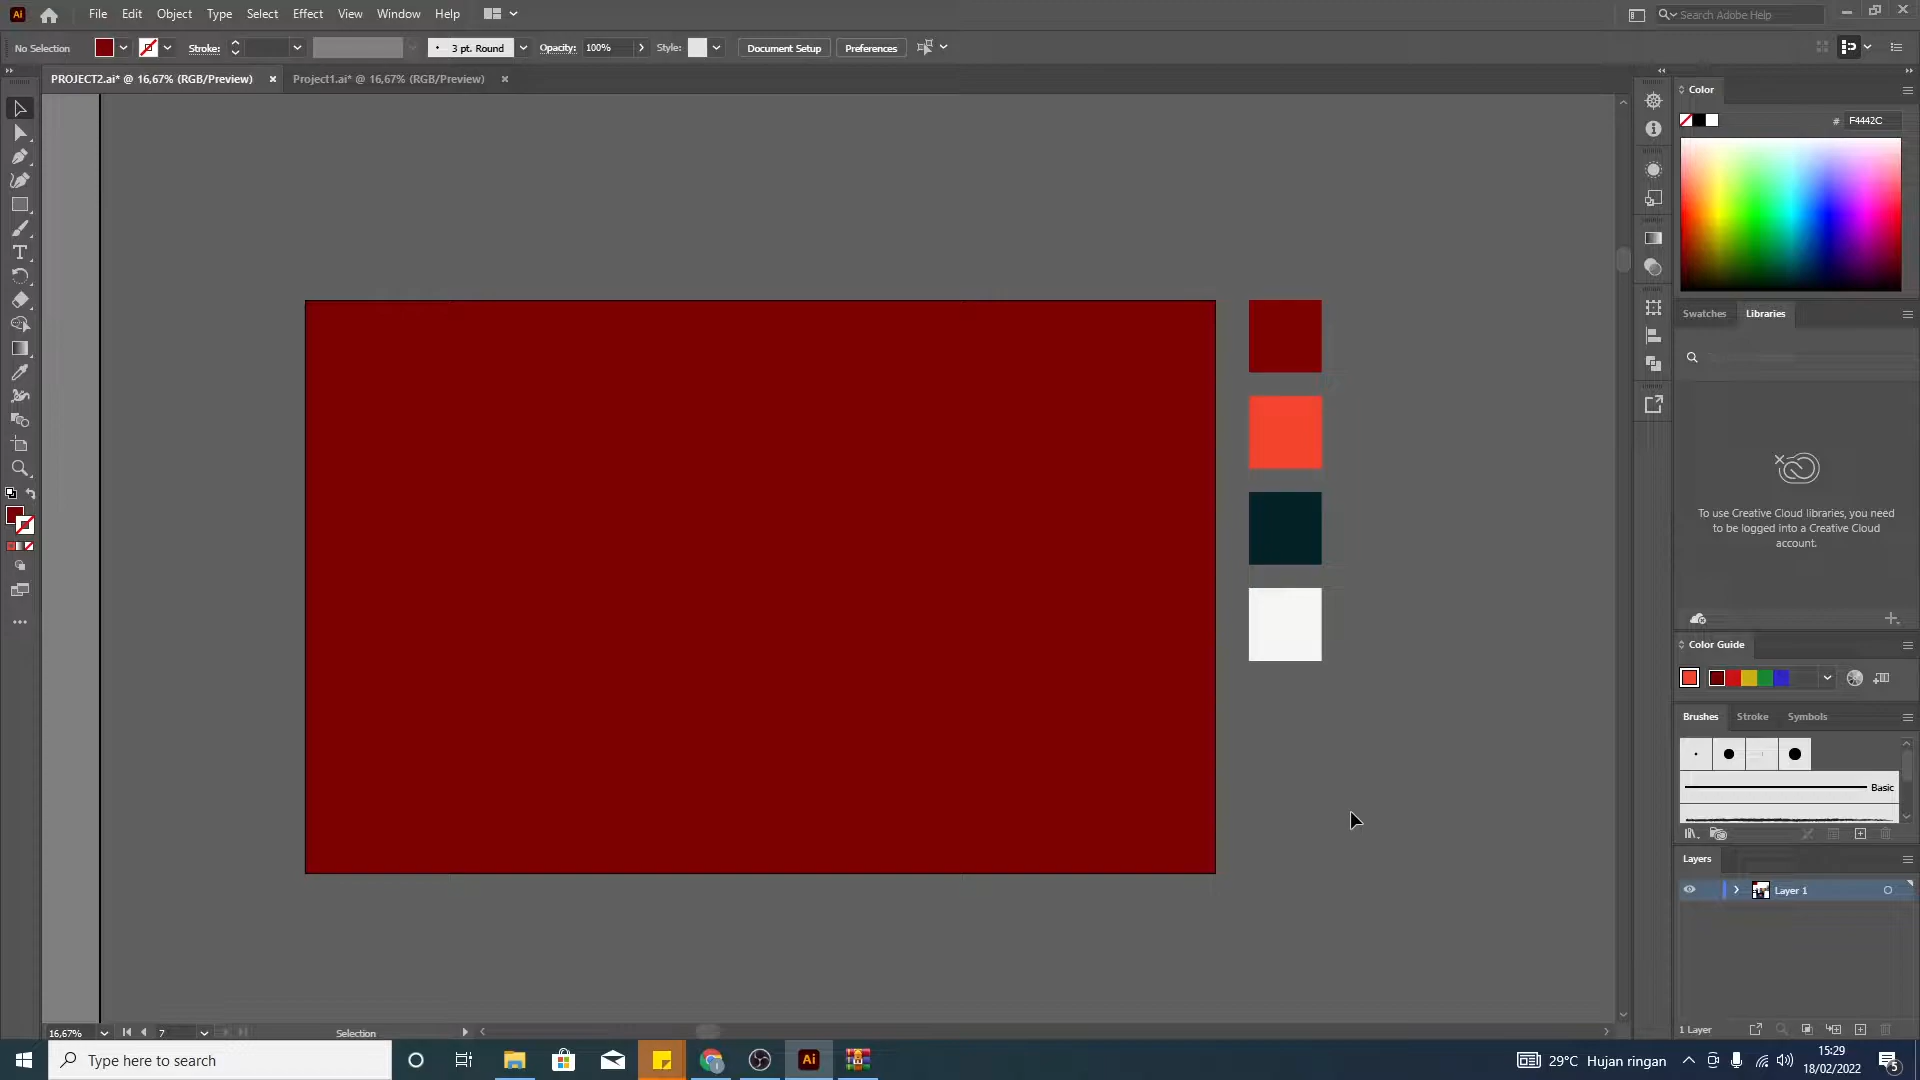 Ai File Edit Object Type Select Effect View Window Help Search Adobe Help
No Selection Stroke: 3 pt. Round Opacity: 100% Style: Document Setup Preferences
PROJECT2.ai* @ 16,67% (RGB/Preview) × Project1.ai* @ 16,67% (RGB/Preview) ×
Color
# F4442C
Swatches Libraries
To use Creative Cloud libraries, you need
to be logged into a Creative Cloud
account.
Color Guide
Brushes Stroke Symbols
Basic
Layers
Layer 1
1 Layer
16,67% 7 Selection
Type here to search Ai 29°C Hujan ringan 15:29
18/02/2022 5